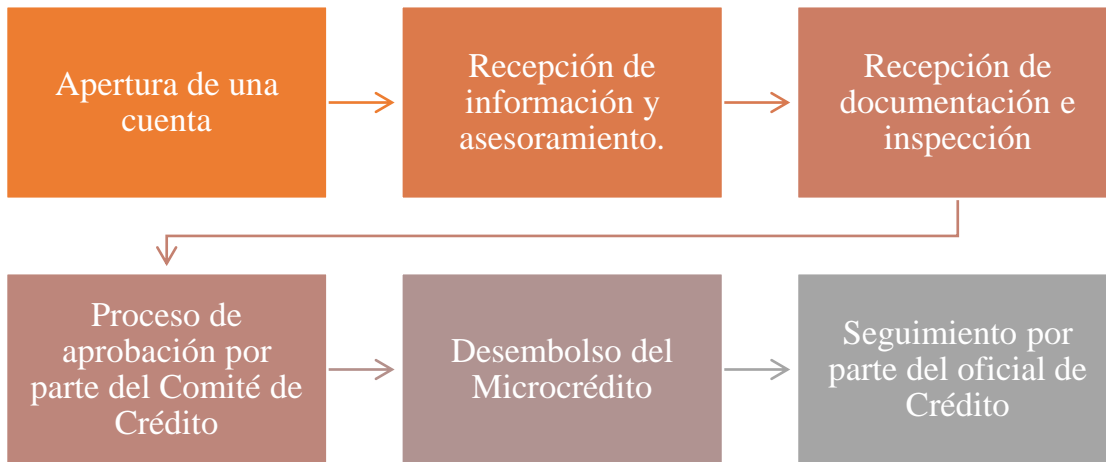 Apertura de una
cuenta
Recepción de
información y
asesoramiento.
Recepción de
documentación e
inspección
Proceso de
aprobación por
parte del Comité de
Crédito
Desembolso del
Microcrédito
Seguimiento por
parte del oficial de
Crédito